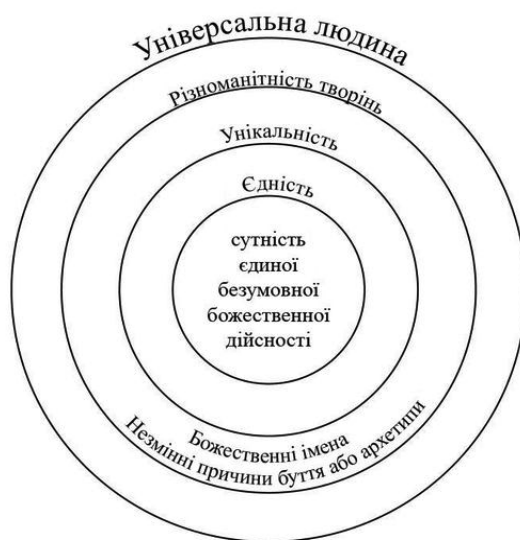 Універсальна людина
Різноманітність творінь
Унікальність
Єдність
сутність
єдиної
безумовної
божественної
дійсності
Божественні імена
Незмінні причини буття або архетипи